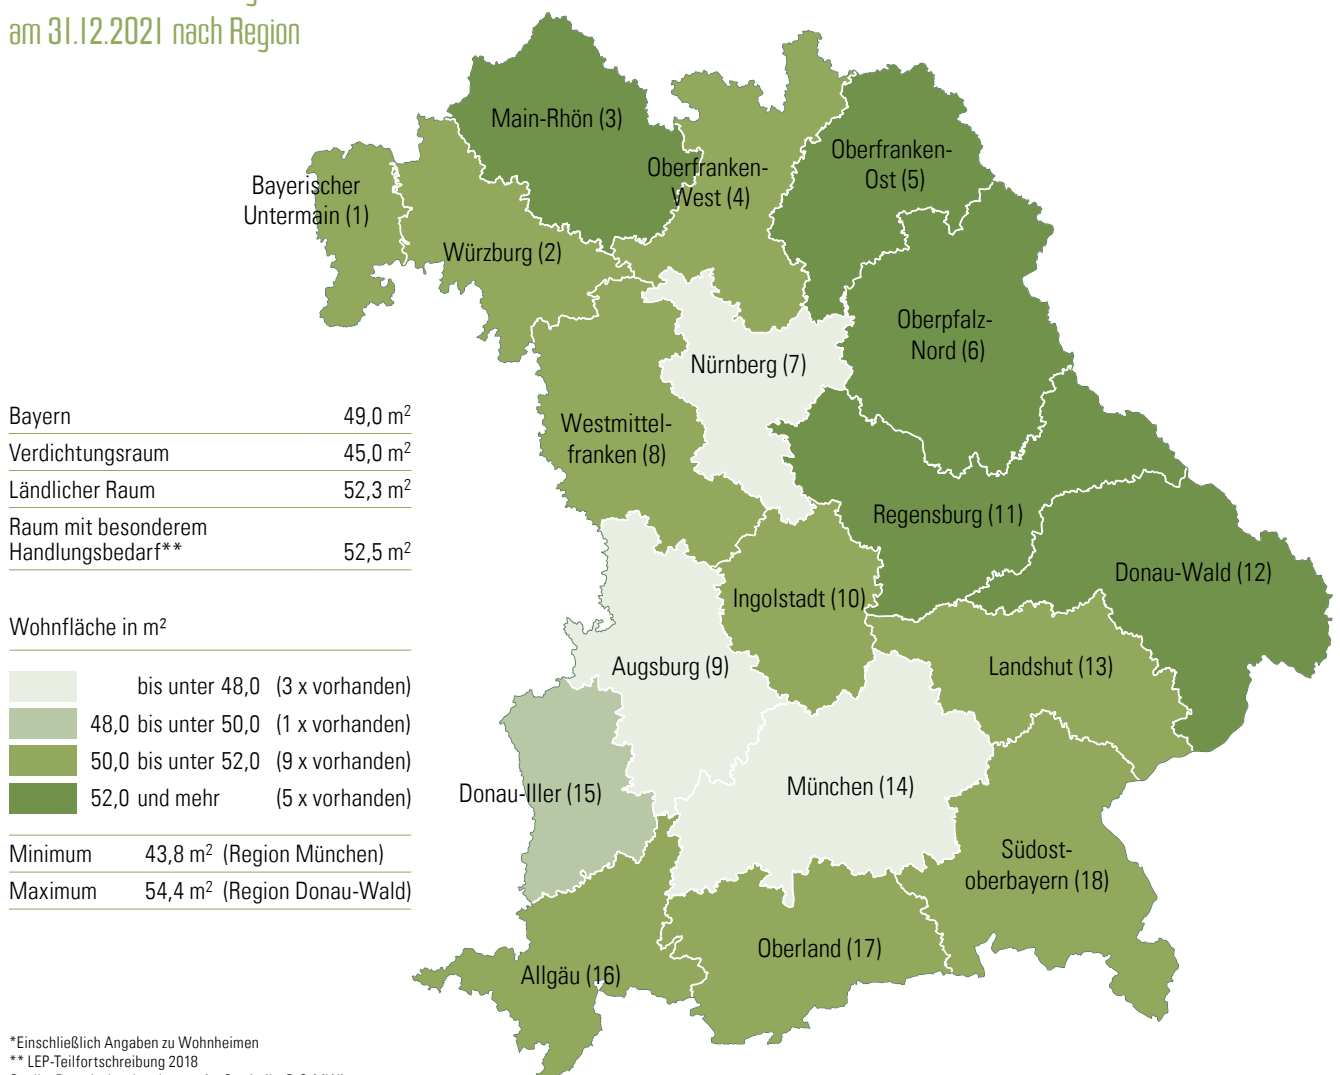 am 31.12.2021 nach Region
Main-Rhön (3)
Oberfranken-
West (4)
Oberfranken-
Ost (5)
Bayerischer
Untermain (1)
Würzburg (2)
Oberpfalz-
Nord (6)
Nürnberg (7)
Westmittel-
franken (8)
Regensburg (11)
Donau-Wald (12)
Ingolstadt (10)
Augsburg (9)
Landshut (13)
München (14)
Donau-Iller (15)
Südost-
oberbayern (18)
Oberland (17)
Allgäu (16)
Bayern 49,0 m²
Verdichtungsraum 45,0 m²
Ländlicher Raum 52,3 m²
Raum mit besonderem
Handlungsbedarf** 52,5 m²
Wohnfläche in m²
bis unter 48,0 (3 x vorhanden)
48,0 bis unter 50,0 (1 x vorhanden)
50,0 bis unter 52,0 (9 x vorhanden)
52,0 und mehr (5 x vorhanden)
Minimum 43,8 m² (Region München)
Maximum 54,4 m² (Region Donau-Wald)
*Einschließlich Angaben zu Wohnheimen
** LEP-Teilfortschreibung 2018